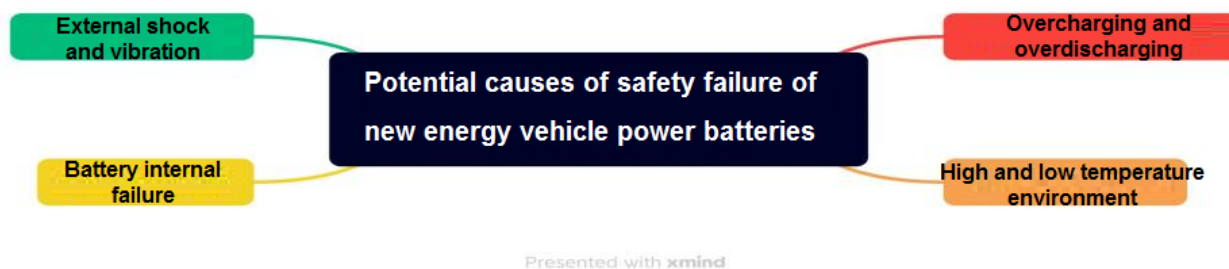 External shock
and vibration
Overcharging and
overdischarging
Potential causes of safety failure of
new energy vehicle power batteries
Battery internal
failure
High and low temperature
environment
Presented with xmind